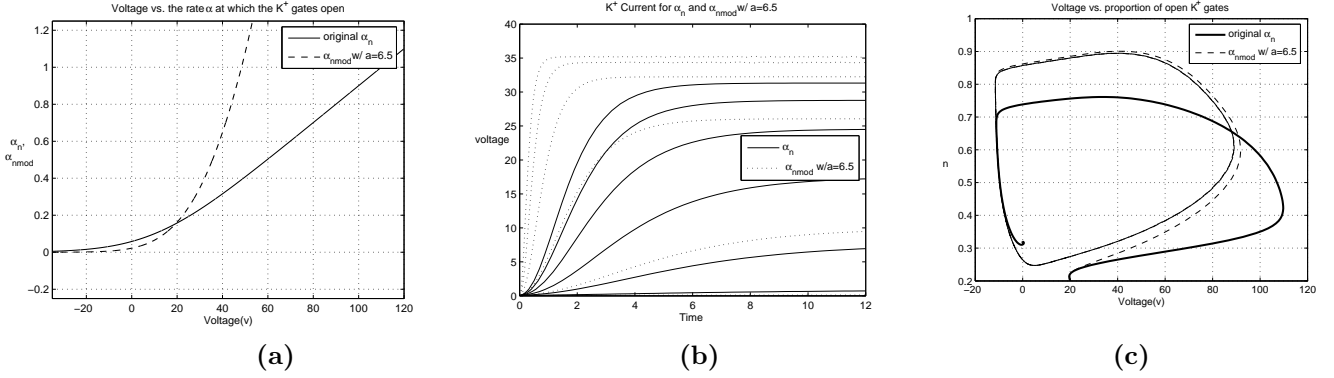 Voltage vs. the rate α at which the K+ gates open
1.2
1
0.8
0.6
0.4
0.2
0
−0.2
αn,
αnmod
original αn
αnmod w/ a=6.5
−20
0
20
40
60
80
100
120
Voltage(v)
(a)
K+ Current for αn and αnmod w/ a=6.5
40
35
30
25
20
15
10
5
0
voltage
αn
αnmod w/a=6.5
0
2
4
6
8
10
12
Time
(b)
Voltage vs. proportion of open K+ gates
1
0.9
0.8
0.7
0.6
0.5
0.4
0.3
0.2
n
original αn
αnmod w/ a=6.5
−20
0
20
40
60
80
100
120
Voltage(v)
(c)